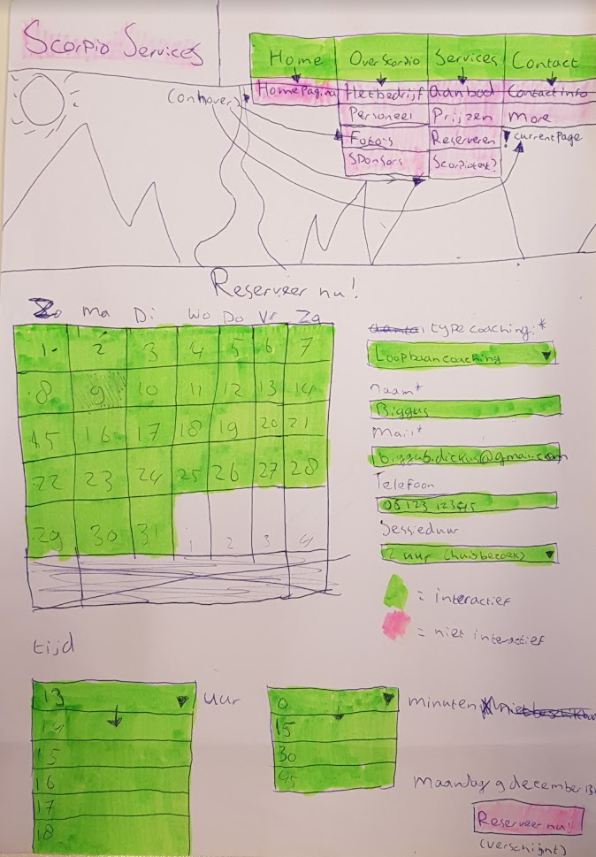 Scorpio Services
Home Over Scorpio Services Contact
(on hover) Homepagina Het bedrijf Aanbod Contact info
Personeel Prijzen more
Foto's Reserveren currentPage
Sponsors
Reserveer nu!
Zo Ma Di Wo Do Vr Za
1 2 3 4 5 6 7
8 9 10 11 12 13 14
15 16 17 18 19 20 21
22 23 24 25 26 27 28
29 30 31 1 2 3 4
type coaching:*
Loopbaancoaching
naam*
Biggus
Mail*
biggusdickus@gmail.com
Telefoon
06 123 12345
Sessieduur
2 uur (huisbezoek)
= interactief
= niet interactief
tijd
13 uur
14
15
16
17
18
0 minuten
15
30
45
maandag 9 december
Reserveer nu!!
(verschijnt)